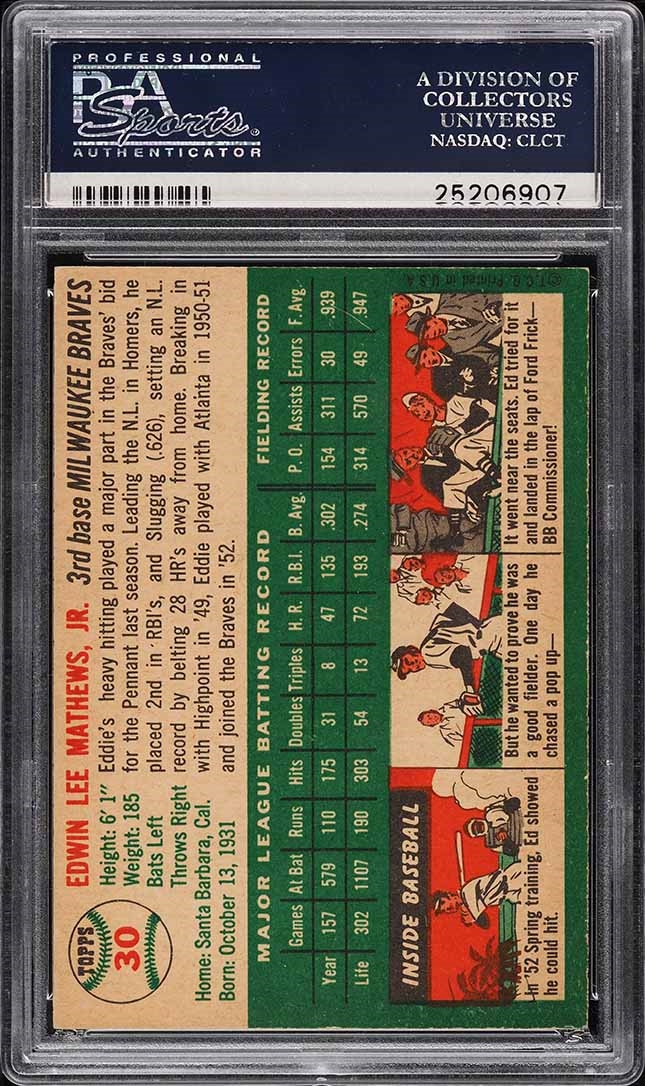 PROFESSIONAL
PSA
Sports ®
AUTHENTICATOR
A DIVISION OF
COLLECTORS
UNIVERSE
NASDAQ: CLCT
25206907
TOPPS
30
EDWIN LEE MATHEWS, JR. 3rd base MILWAUKEE BRAVES
Height: 6' 1"
Weight: 185
Bats Left
Throws Right
Home: Santa Barbara, Cal.
Born: October 13, 1931
Eddie's heavy hitting played a major part in the Braves' bid
for the Pennant last season. Leading the N.L. in Homers, he
placed 2nd in RBI's, and Slugging (.626), setting an N.L.
record by belting 28 HR's away from home. Breaking in
with Highpoint in '49, Eddie played with Atlanta in 1950-51
and joined the Braves in '52.
MAJOR LEAGUE BATTING RECORD FIELDING RECORD
Games At Bat Runs Hits Doubles Triples H. R. R.B.I. B. Avg. P. O. Assists Errors F. Avg.
Year 157 579 110 175 31 8 47 135 .302 154 311 30 .939
Life 302 1107 190 303 54 13 72 193 .274 314 570 49 .947
INSIDE BASEBALL
In '52 Spring training, Ed showed
he could hit.
But he wanted to prove he was
a good fielder. One day he
chased a pop up—
It went near the seats. Ed tried for it
and landed in the lap of Ford Frick—
BB Commissioner!
©T.C.G. Printed in U.S.A.